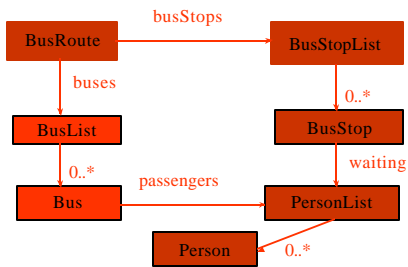 busStops
BusRoute
BusStopList
buses
0..*
BusList
BusStop
waiting
0..*
passengers
Bus
PersonList
Person
0..*